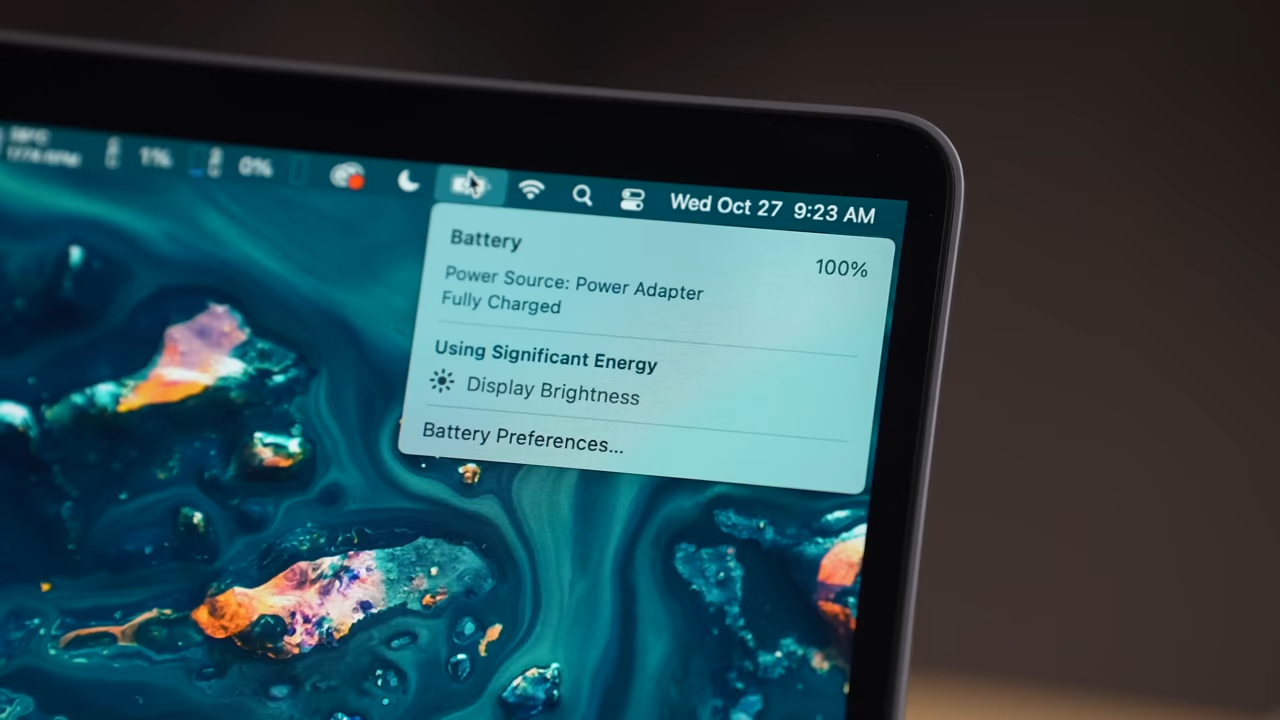 1% 0% Wed Oct 27 9:23 AM
Battery
100%
Power Source: Power Adapter
Fully Charged
Using Significant Energy
Display Brightness
Battery Preferences...